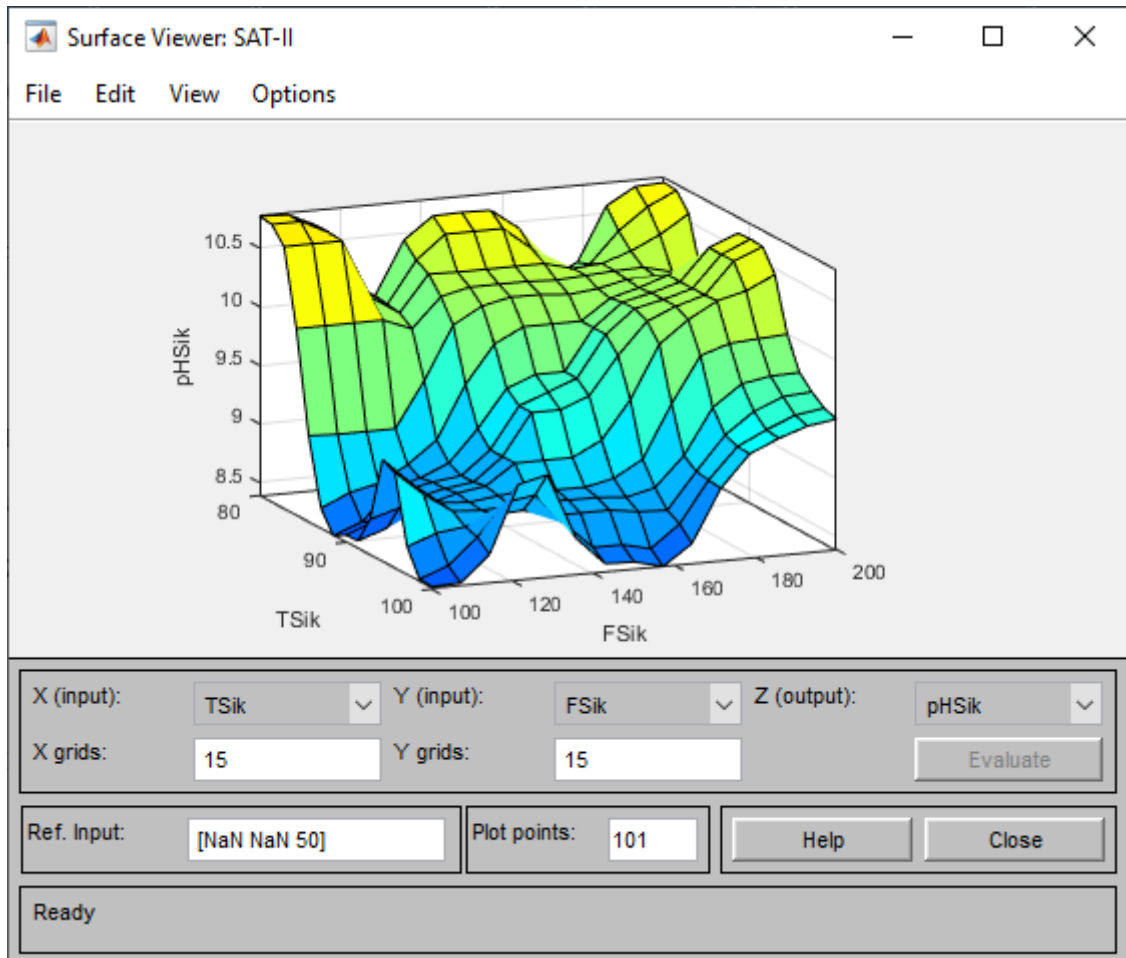 Surface Viewer: SAT-II
File Edit View Options
10.5
10
9.5
9
8.5
pHSik
80
90
100
TSik
100
120
140
160
180
200
FSik
X (input): TSik Y (input): FSik Z (output): pHSik
X grids: 15 Y grids: 15 Evaluate
Ref. Input: [NaN NaN 50] Plot points: 101 Help Close
Ready